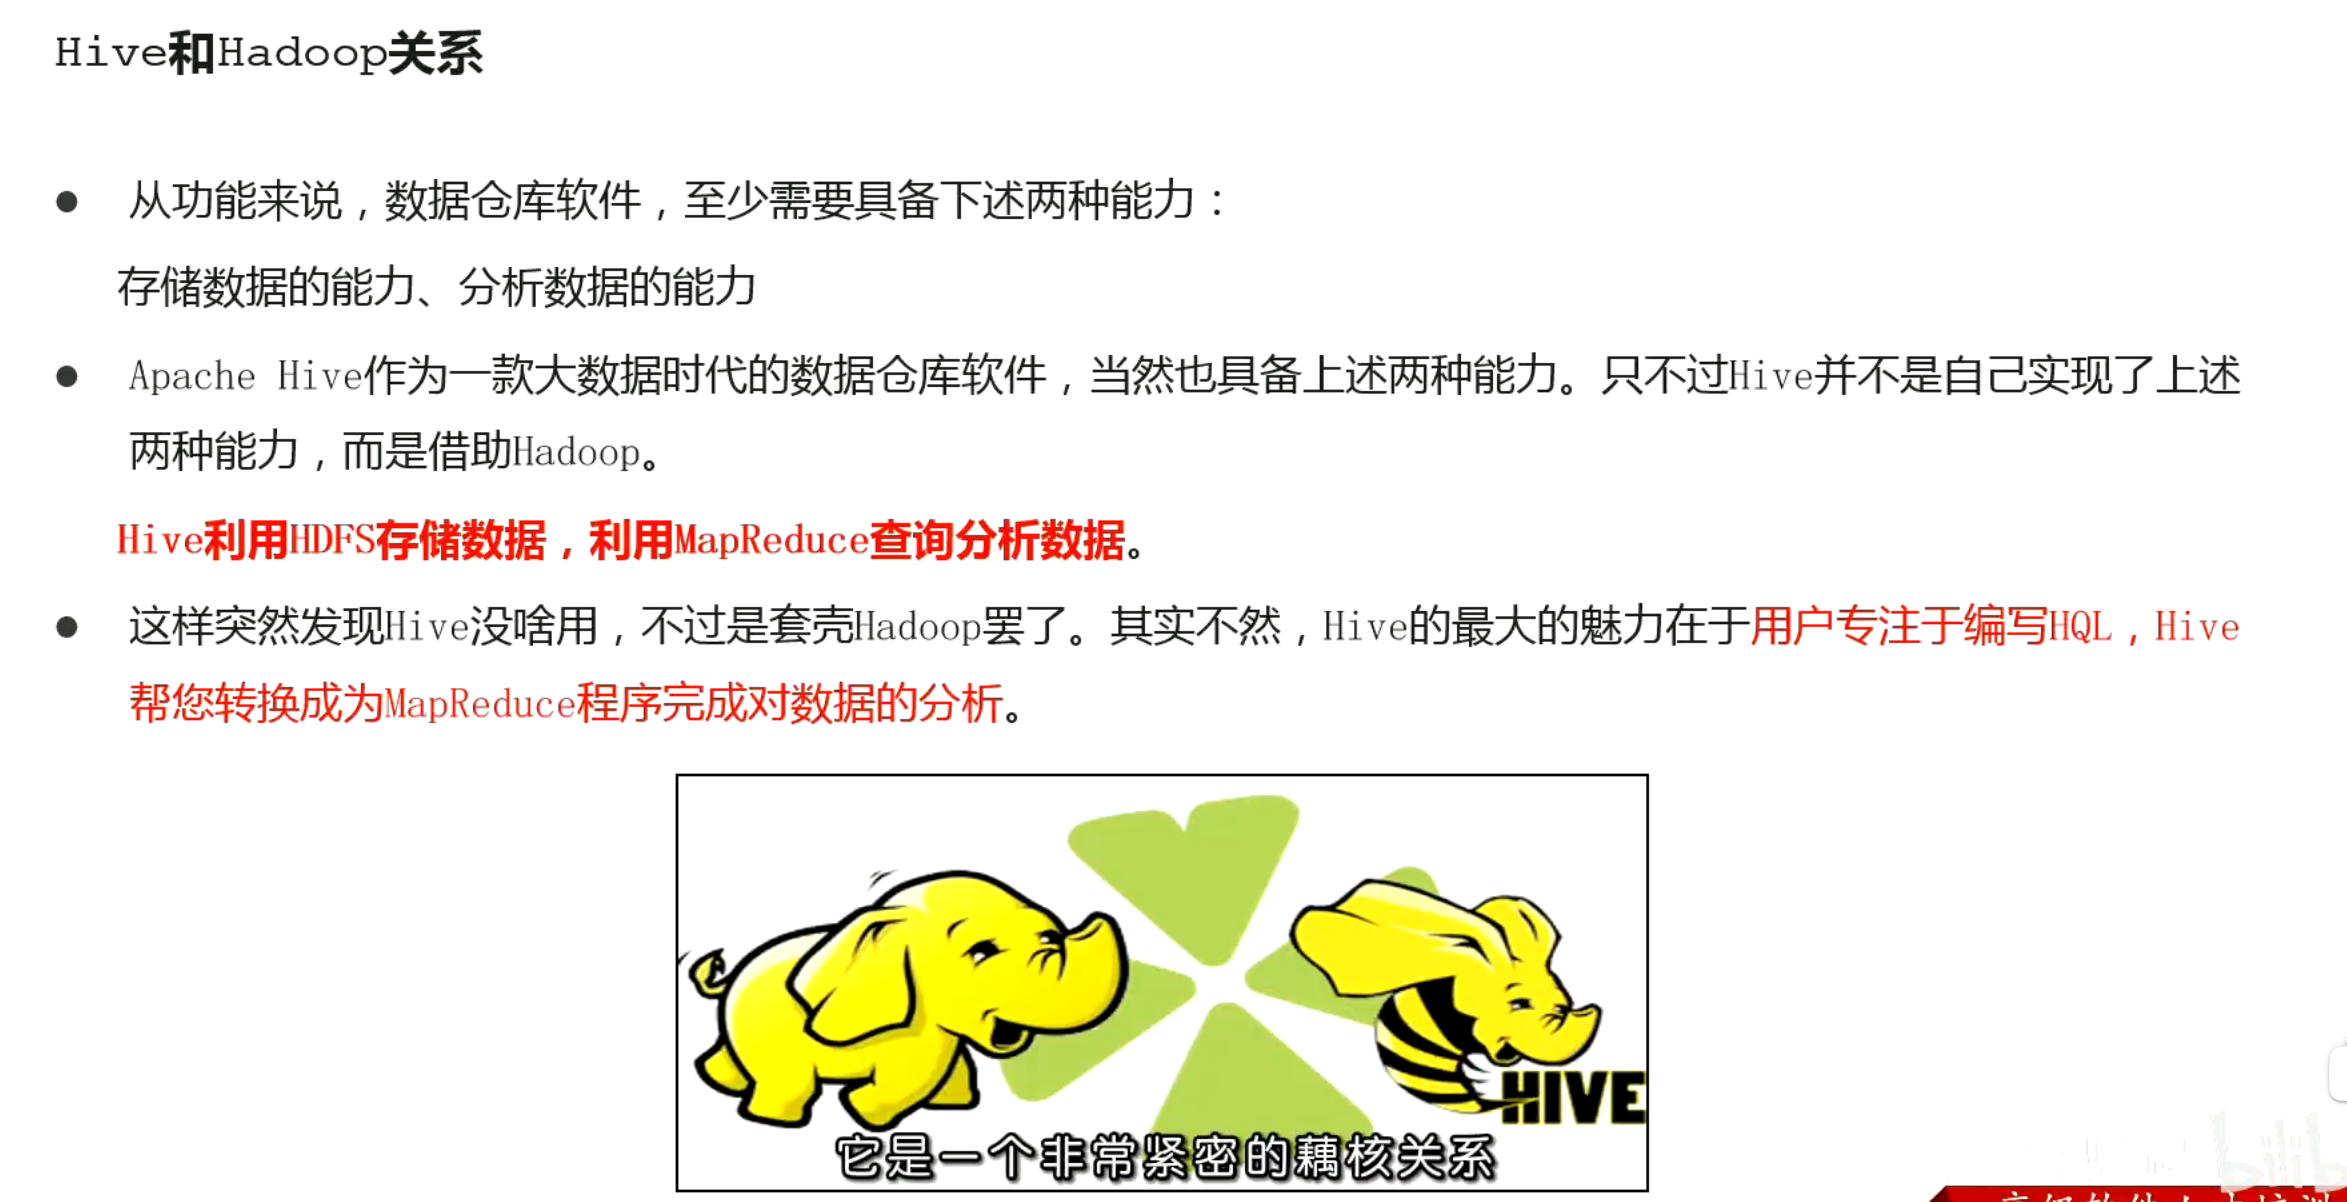 Hive和Hadoop关系
从功能来说，数据仓库软件，至少需要具备下述两种能力：
存储数据的能力、分析数据的能力
Apache Hive作为一款大数据时代的数据仓库软件，当然也具备上述两种能力。只不过Hive并不是自己实现了上述
两种能力，而是借助Hadoop。
Hive利用HDFS存储数据，利用MapReduce查询分析数据。
这样突然发现Hive没啥用，不过是套壳Hadoop罢了。其实不然，Hive的最大的魅力在于用户专注于编写HQL，Hive
帮您转换成为MapReduce程序完成对数据的分析。
HIVE
它是一个非常紧密的藕核关系